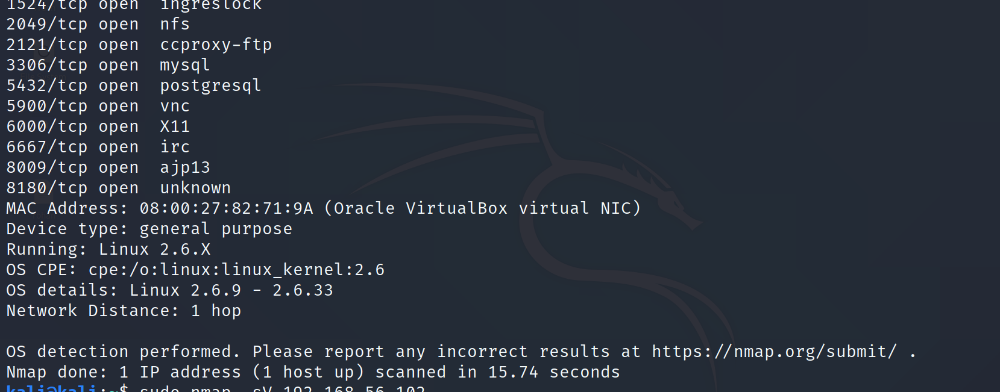 1524/tcp open  ingreslock
2049/tcp open  nfs
2121/tcp open  ccproxy-ftp
3306/tcp open  mysql
5432/tcp open  postgresql
5900/tcp open  vnc
6000/tcp open  X11
6667/tcp open  irc
8009/tcp open  ajp13
8180/tcp open  unknown
MAC Address: 08:00:27:82:71:9A (Oracle VirtualBox virtual NIC)
Device type: general purpose
Running: Linux 2.6.X
OS CPE: cpe:/o:linux:linux_kernel:2.6
OS details: Linux 2.6.9 - 2.6.33
Network Distance: 1 hop
OS detection performed. Please report any incorrect results at https://nmap.org/submit/ .
Nmap done: 1 IP address (1 host up) scanned in 15.74 seconds
kali@kali:~$ sudo nmap -sV 192.168.56.102